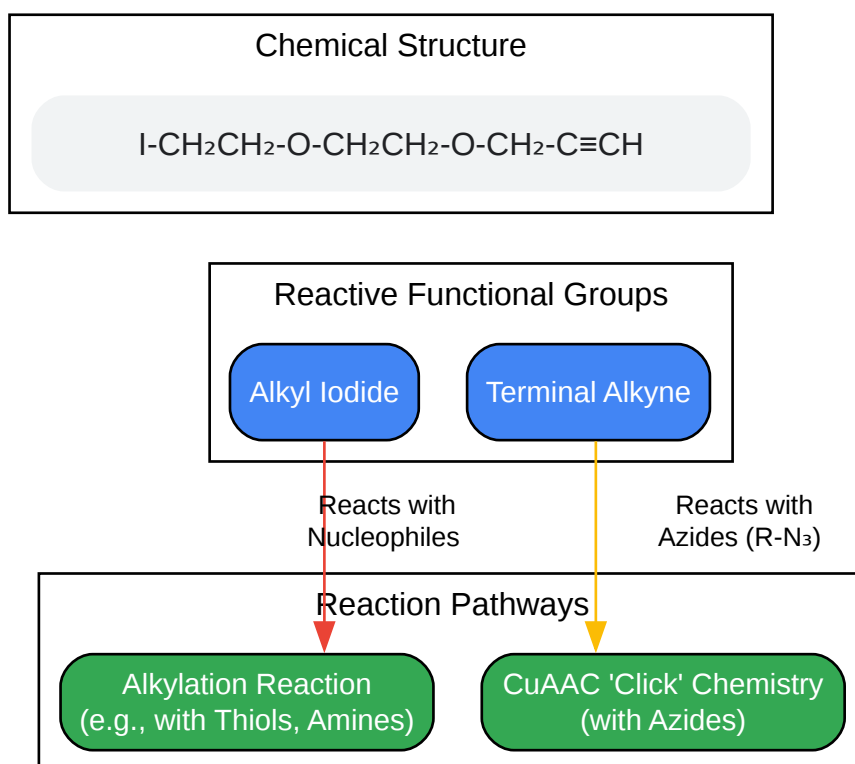 Chemical Structure
I-CH₂CH₂-O-CH₂CH₂-O-CH₂-C≡CH
Reactive Functional Groups
Alkyl Iodide
Terminal Alkyne
Reacts with
Nucleophiles
Reacts with
Azides (R-N₃)
Reaction Pathways
Alkylation Reaction
(e.g., with Thiols, Amines)
CuAAC 'Click' Chemistry
(with Azides)